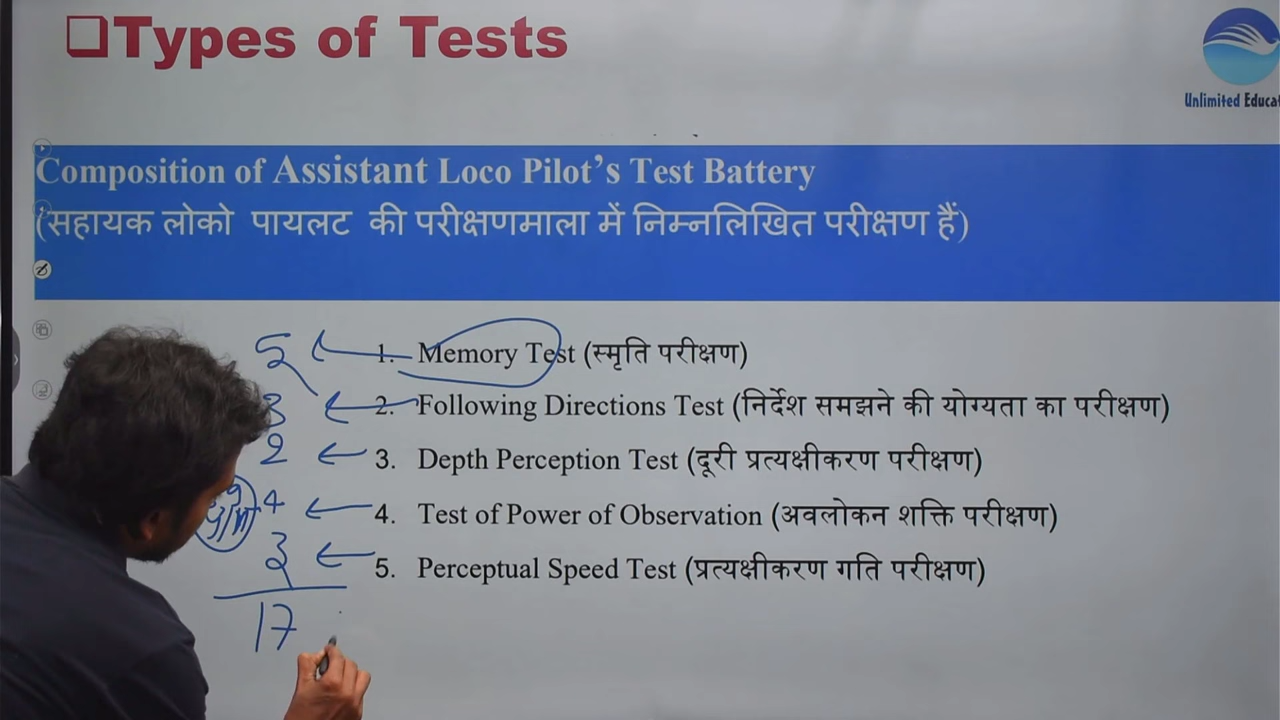 Types of Tests
Unlimited Educat
Composition of Assistant Loco Pilot's Test Battery
(सहायक लोको पायलट की परीक्षणमाला में निम्नलिखित परीक्षण हैं)
5 1. Memory Test (स्मृति परीक्षण)
3 2. Following Directions Test (निर्देश समझने की योग्यता का परीक्षण)
2 3. Depth Perception Test (दूरी प्रत्यक्षीकरण परीक्षण)
4 4. Test of Power of Observation (अवलोकन शक्ति परीक्षण)
3 5. Perceptual Speed Test (प्रत्यक्षीकरण गति परीक्षण)
17